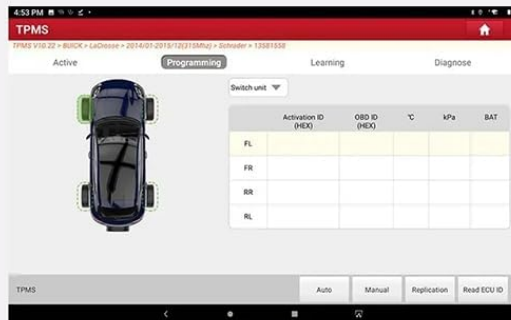 4:53 PM
TPMS
TPMS V10.22 > BUICK > LaCrosse > 2014/01-2015/12(315Mhz) > Schrader > 13581558
Active
Programming
Learning
Diagnose
Switch unit
Activation ID (HEX)
OBD ID (HEX)
℃
kPa
BAT
FL
FR
RR
RL
TPMS
Auto
Manual
Replication
Read ECU ID